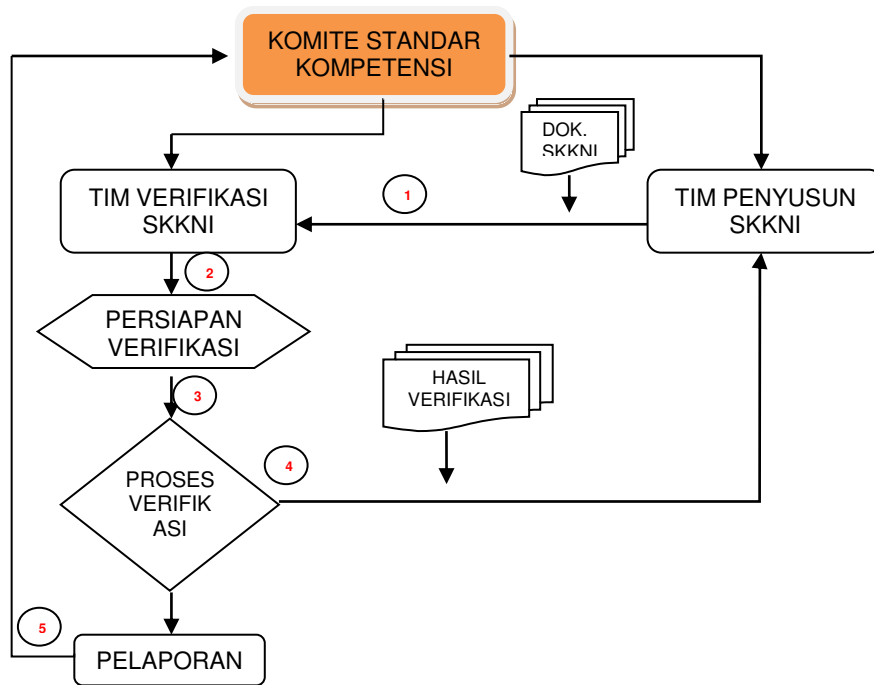 KOMITE STANDAR
KOMPETENSI
DOK.
SKKNI
TIM VERIFIKASI
SKKNI
1
TIM PENYUSUN
SKKNI
2
PERSIAPAN
VERIFIKASI
HASIL
VERIFIKASI
3
4
PROSES
VERIFIK
ASI
5
PELAPORAN